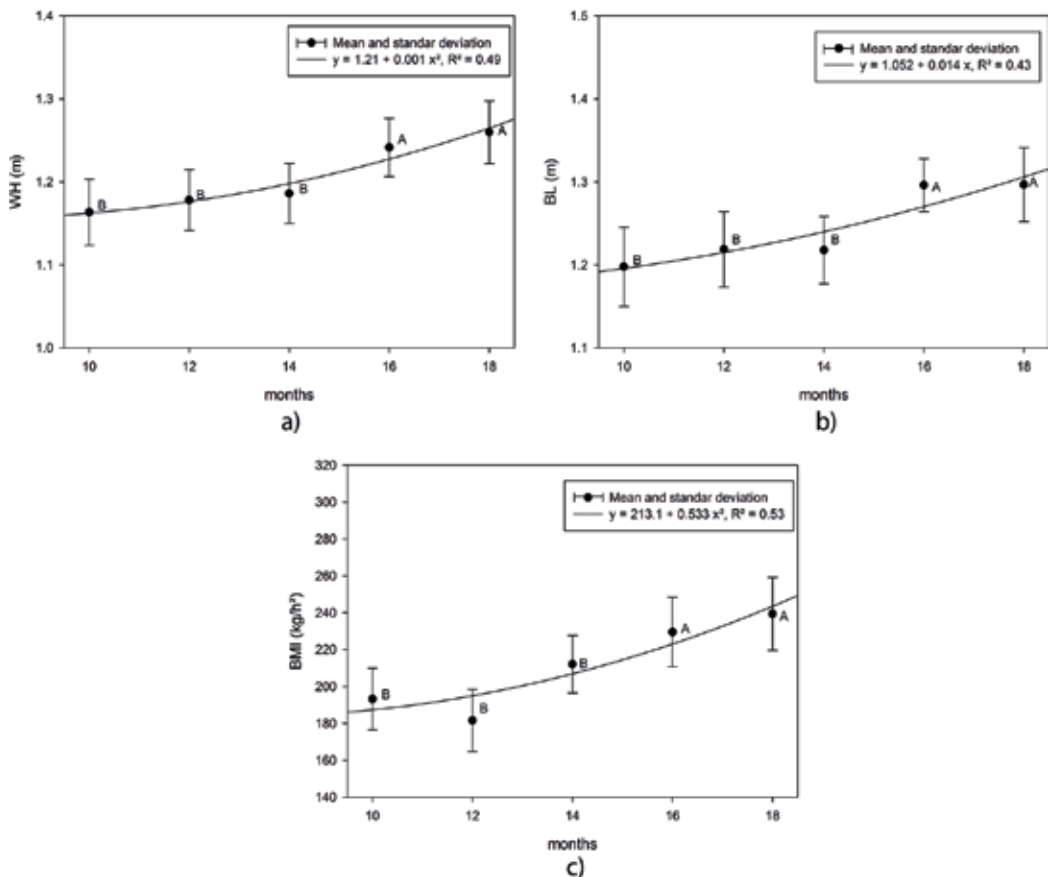 1.4
Mean and standar deviation
y = 1.21 + 0.001 x², R² = 0.49
1.3
1.2
1.1
1.0
WH (m)
B
B
B
A
A
10 12 14 16 18
months
a)
1.5
Mean and standar deviation
y = 1.052 + 0.014 x, R² = 0.43
1.4
1.3
1.2
1.1
BL (m)
B
B
B
A
A
10 12 14 16 18
months
b)
320
Mean and standar deviation
y = 213.1 + 0.533 x², R² = 0.53
300
280
260
240
220
200
180
160
140
BMI (kg/h²)
B
B
B
A
A
10 12 14 16 18
months
c)